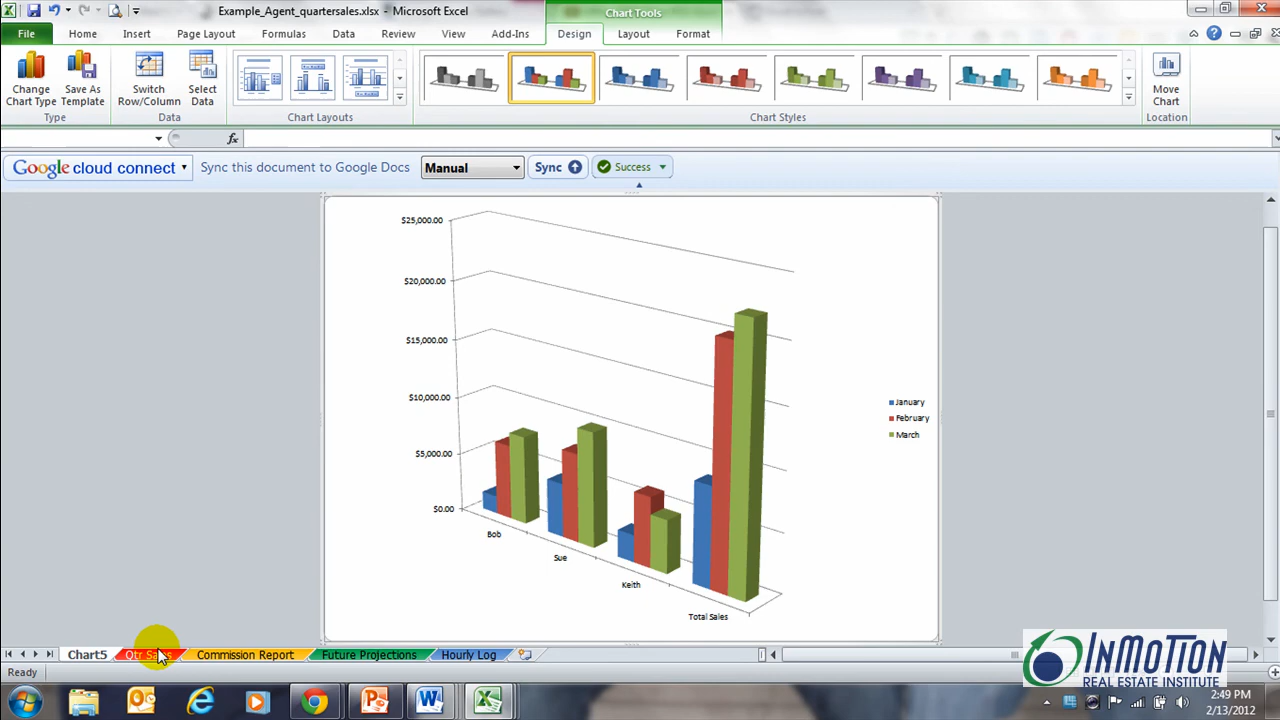 Example_Agent_quartersales.xlsx - Microsoft Excel
Chart Tools
File Home Insert Page Layout Formulas Data Review View Add-Ins Design Layout Format
Change Chart Type
Save As Template
Switch Row/Column
Select Data
Move Chart
Type Data Chart Layouts Chart Styles Location
fx
Google cloud connect Sync this document to Google Docs Manual Sync Success
$25,000.00
$20,000.00
$15,000.00
$10,000.00
$5,000.00
$0.00
January
February
March
Bob
Sue
Keith
Total Sales
Chart5 Qtr Sales Commission Report Future Projections Hourly Log
Ready
INMOTION
REAL ESTATE INSTITUTE
2:49 PM
2/13/2012